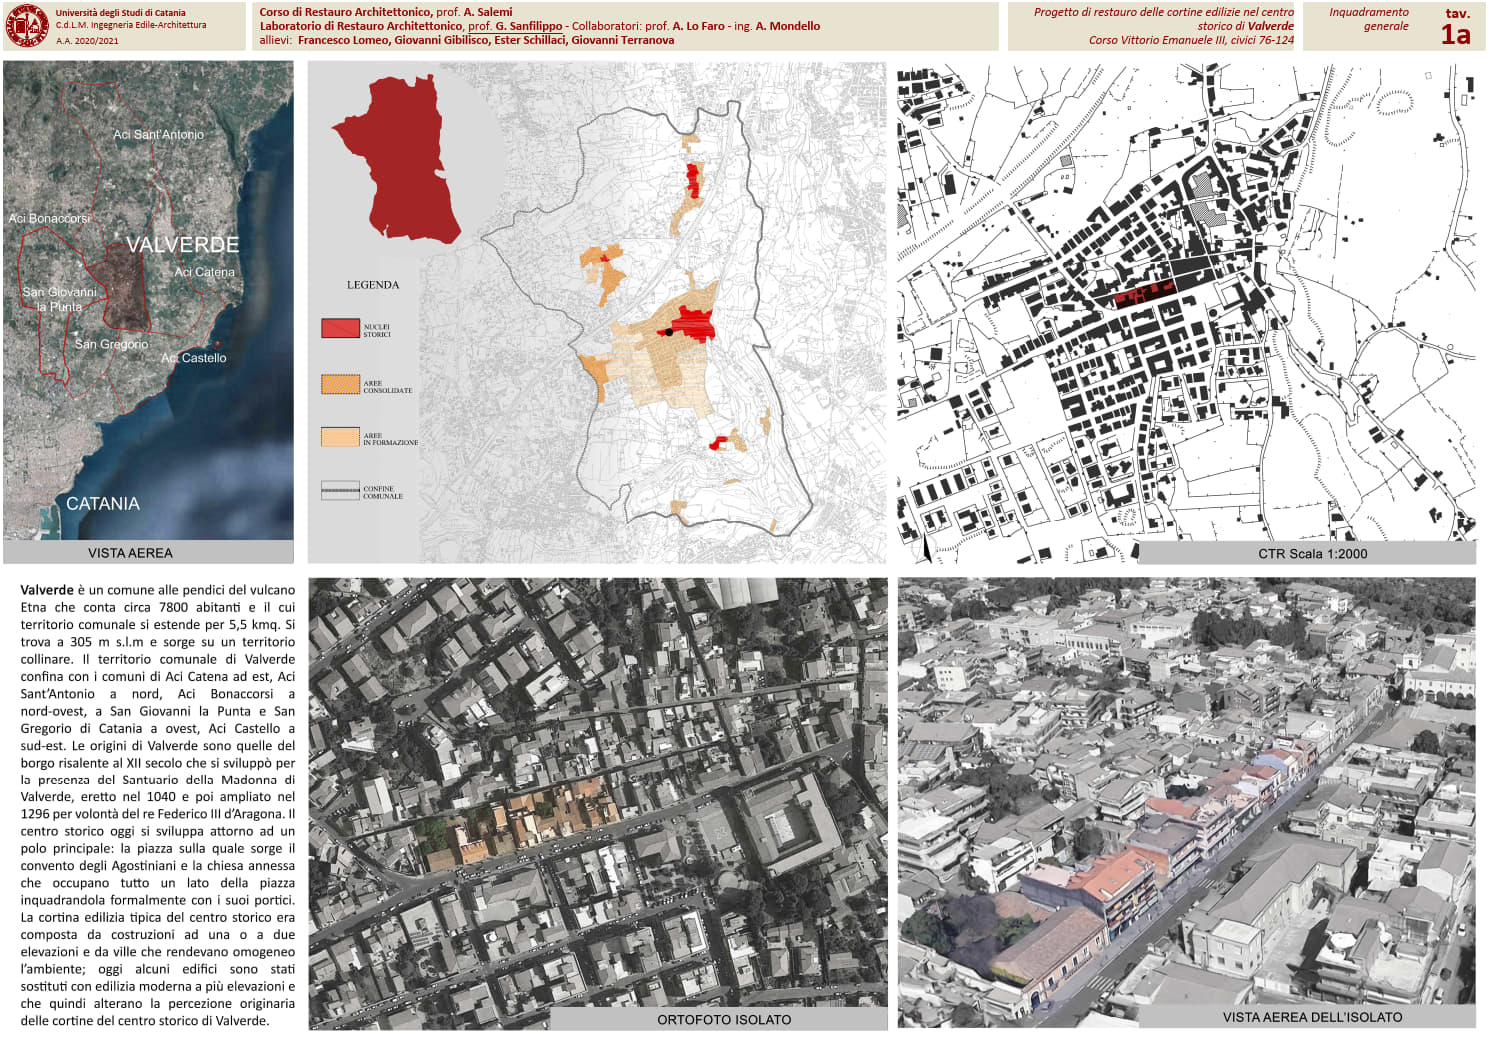 Università degli Studi di Catania
C.d.L.M. Ingegneria Edile-Architettura
A.A. 2020/2021
Corso di Restauro Architettonico, prof. A. Salemi
Laboratorio di Restauro Architettonico, prof. G. Sanfilippo - Collaboratori: prof. A. Lo Faro - ing. A. Mondello
allievi: Francesco Lomeo, Giovanni Gibilisco, Ester Schillaci, Giovanni Terranova
Progetto di restauro delle cortine edilizie nel centro
storico di Valverde
Corso Vittorio Emanuele III, civici 76-124
Inquadramento
generale
tav.
1a
Aci Sant'Antonio
Aci Bonaccorsi
VALVERDE
Aci Catena
San Giovanni
la Punta
San Gregorio
Aci Castello
CATANIA
VISTA AEREA
LEGENDA
NUCLEI
STORICI
AREE
CONSOLIDATE
AREE
IN FORMAZIONE
CONFINE
COMUNALE
CTR Scala 1:2000
Valverde è un comune alle pendici del vulcano
Etna che conta circa 7800 abitanti e il cui
territorio comunale si estende per 5,5 kmq. Si
trova a 305 m s.l.m e sorge su un territorio
collinare. Il territorio comunale di Valverde
confina con i comuni di Aci Catena ad est, Aci
Sant'Antonio a nord, Aci Bonaccorsi a
nord-ovest, a San Giovanni la Punta e San
Gregorio di Catania a ovest, Aci Castello a
sud-est. Le origini di Valverde sono quelle del
borgo risalente al XII secolo che si sviluppò per
la presenza del Santuario della Madonna di
Valverde, eretto nel 1040 e poi ampliato nel
1296 per volontà del re Federico III d'Aragona. Il
centro storico oggi si sviluppa attorno ad un
polo principale: la piazza sulla quale sorge il
convento degli Agostiniani e la chiesa annessa
che occupano tutto un lato della piazza
inquadrandola formalmente con i suoi portici.
La cortina edilizia tipica del centro storico era
composta da costruzioni ad una o a due
elevazioni e da ville che rendevano omogeneo
l'ambiente; oggi alcuni edifici sono stati
sostituti con edilizia moderna a più elevazioni e
che quindi alterano la percezione originaria
delle cortine del centro storico di Valverde.
ORTOFOTO ISOLATO
VISTA AEREA DELL'ISOLATO